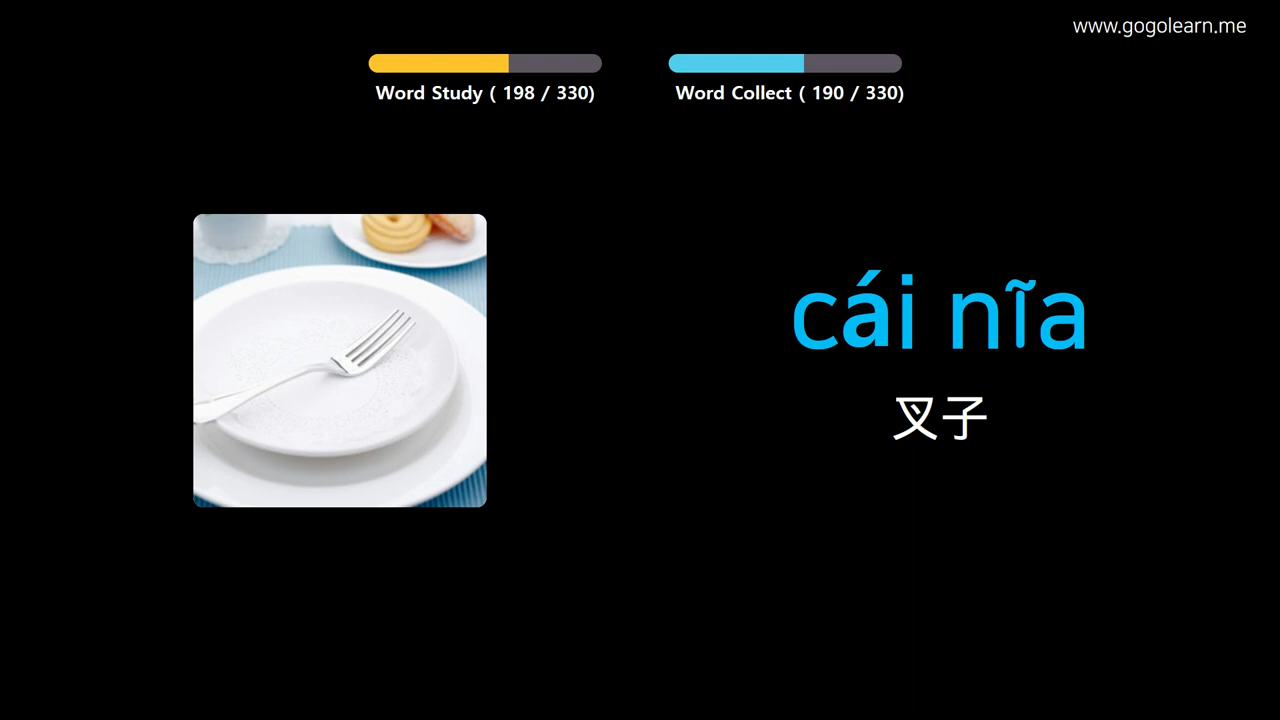 www.gogolearn.me
Word Study ( 198 / 330)
Word Collect ( 190 / 330)
cái nĩa
叉子